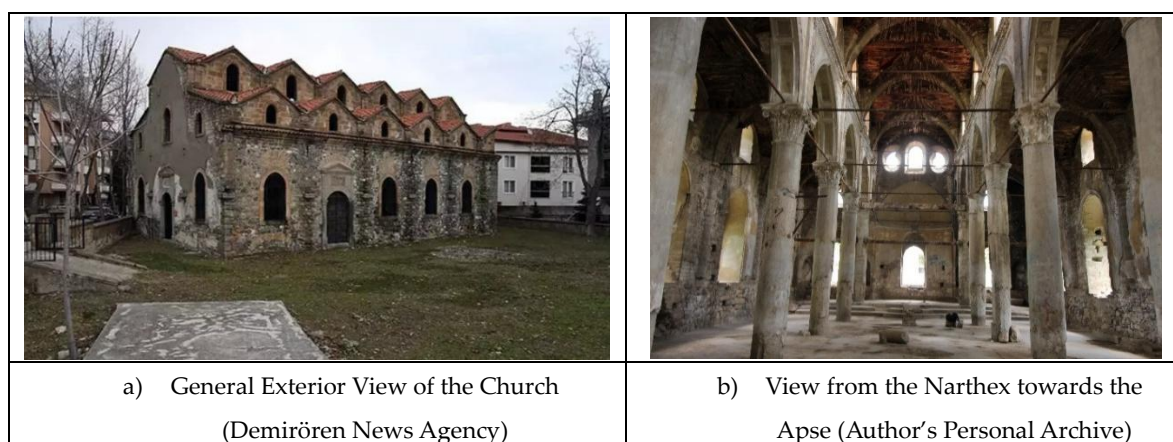 a) General Exterior View of the Church
(Demirören News Agency)
b) View from the Narthex towards the
Apse (Author's Personal Archive)